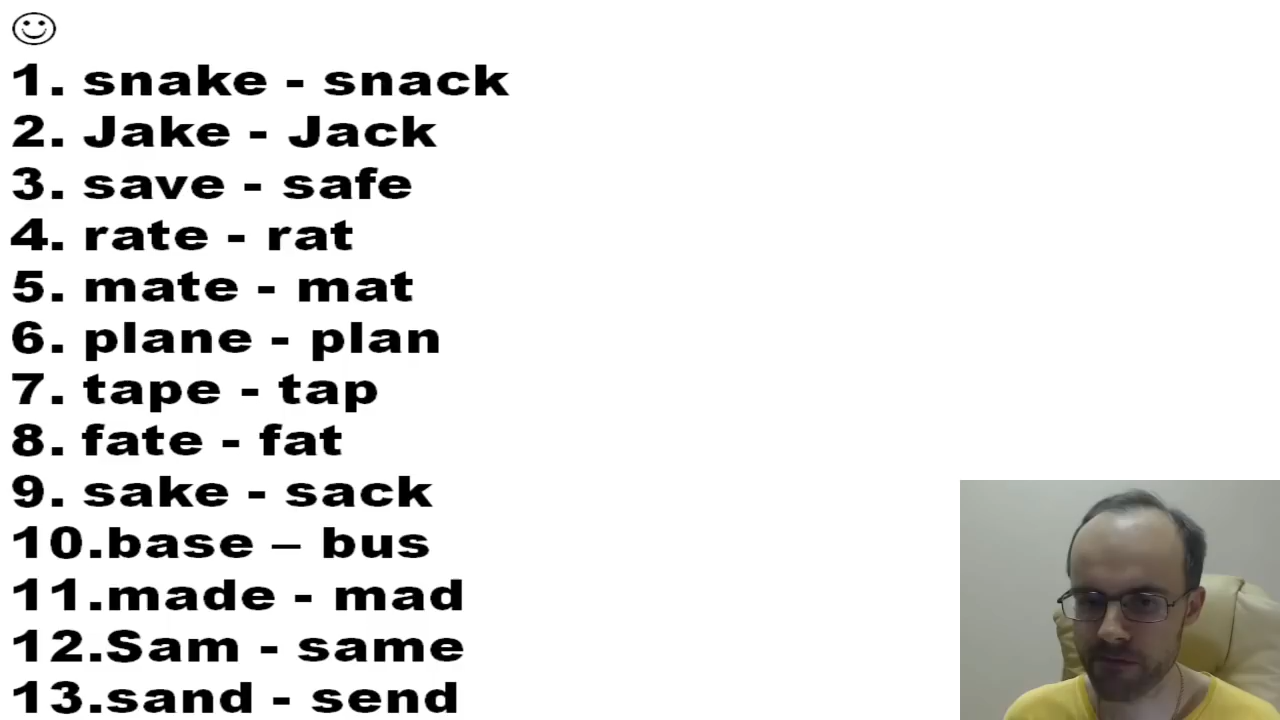 1. snake - snack
2. Jake - Jack
3. save - safe
4. rate - rat
5. mate - mat
6. plane - plan
7. tape - tap
8. fate - fat
9. sake - sack
10.base – bus
11.made - mad
12.Sam - same
13.sand - send